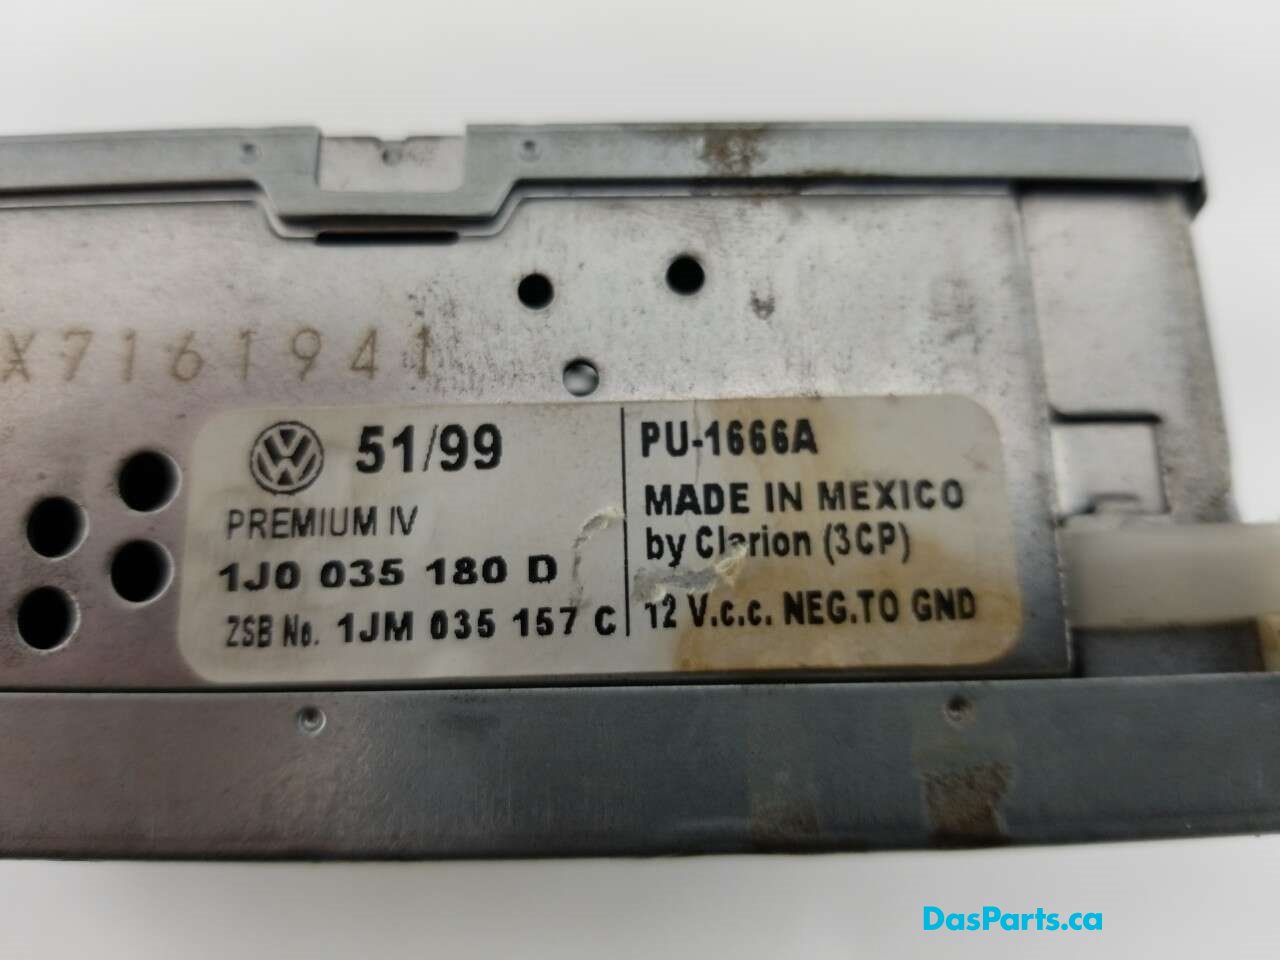 X7161941
51/99
PREMIUM IV
1J0 035 180 D
ZSB No. 1JM 035 157 C
PU-1666A
MADE IN MEXICO
by Clarion (3CP)
12 V.c.c. NEG.TO GND
DasParts.ca